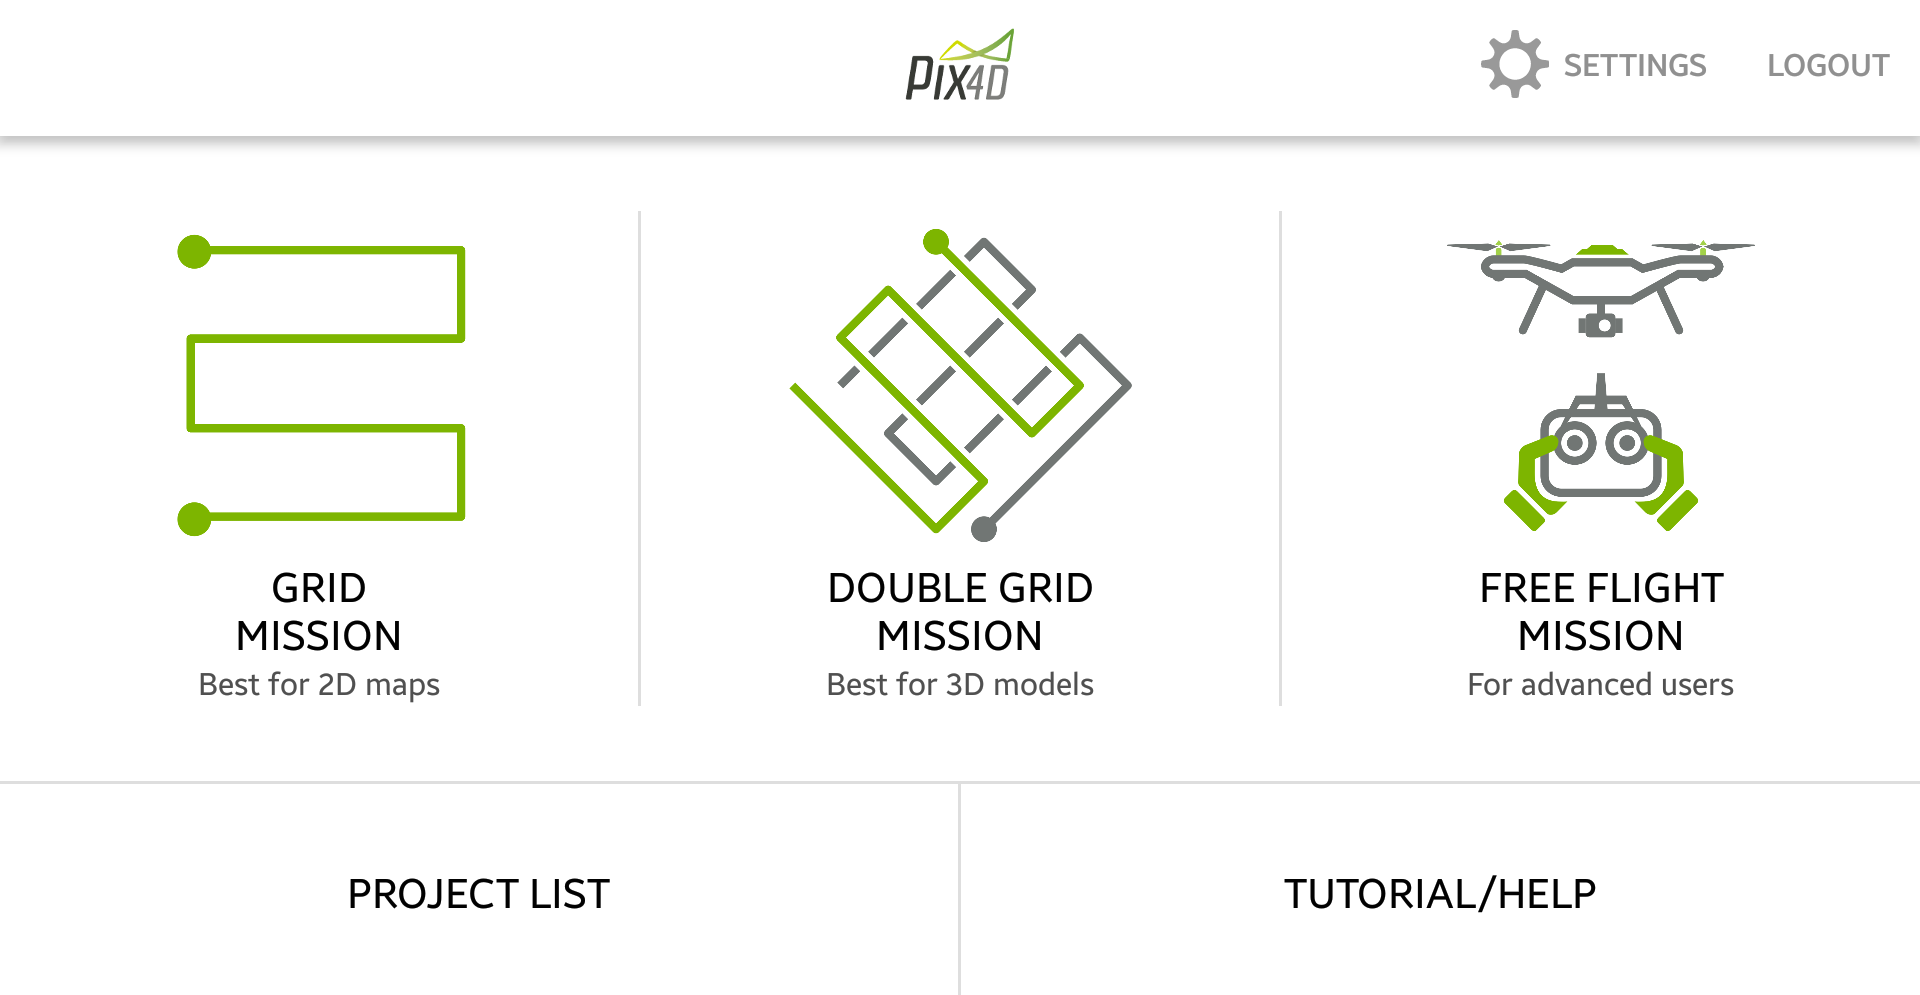 PIX4D
SETTINGS
LOGOUT
GRID
MISSION
Best for 2D maps
DOUBLE GRID
MISSION
Best for 3D models
FREE FLIGHT
MISSION
For advanced users
PROJECT LIST
TUTORIAL/HELP